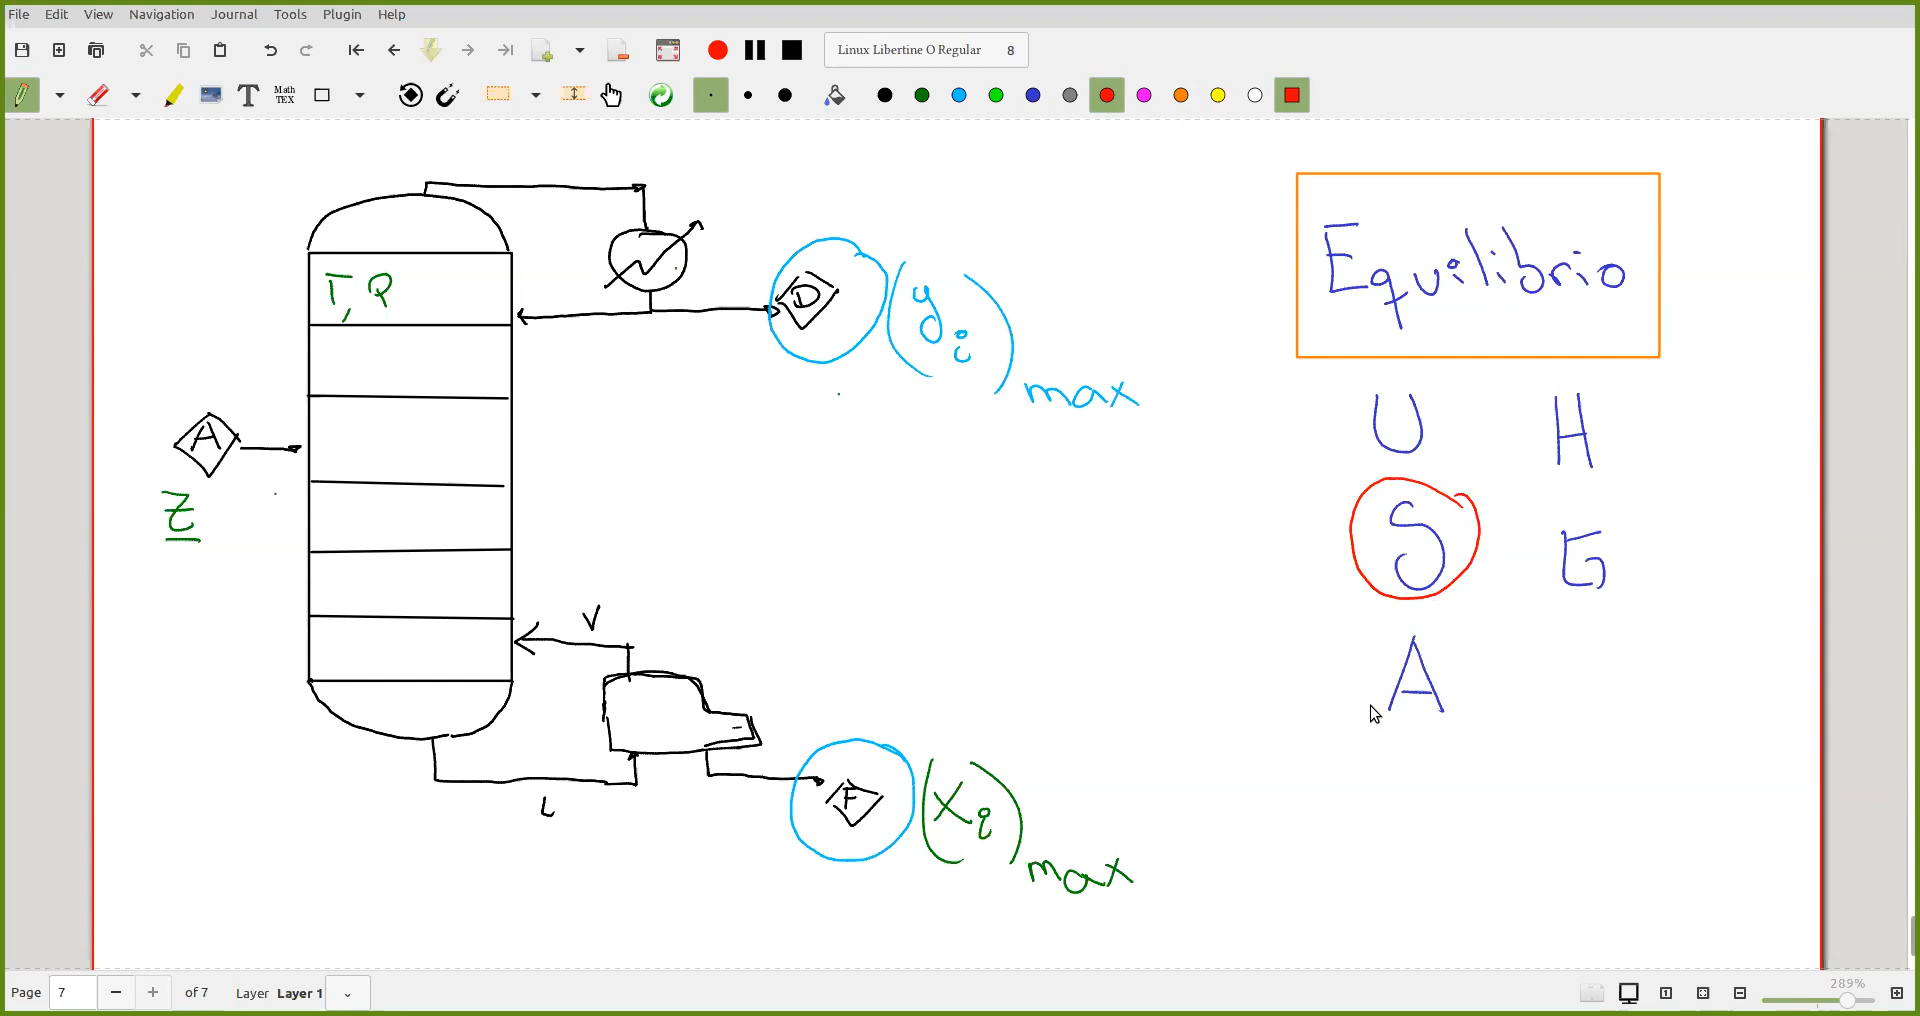 File Edit View Navigation Journal Tools Plugin Help
Linux Libertine O Regular 8
T
Math
TEX
Equilibrio
T, P
D
(yi)max
U H
A
Z
S G
V
A
L
F
(xi)max
Page 7 of 7 Layer Layer 1 289%